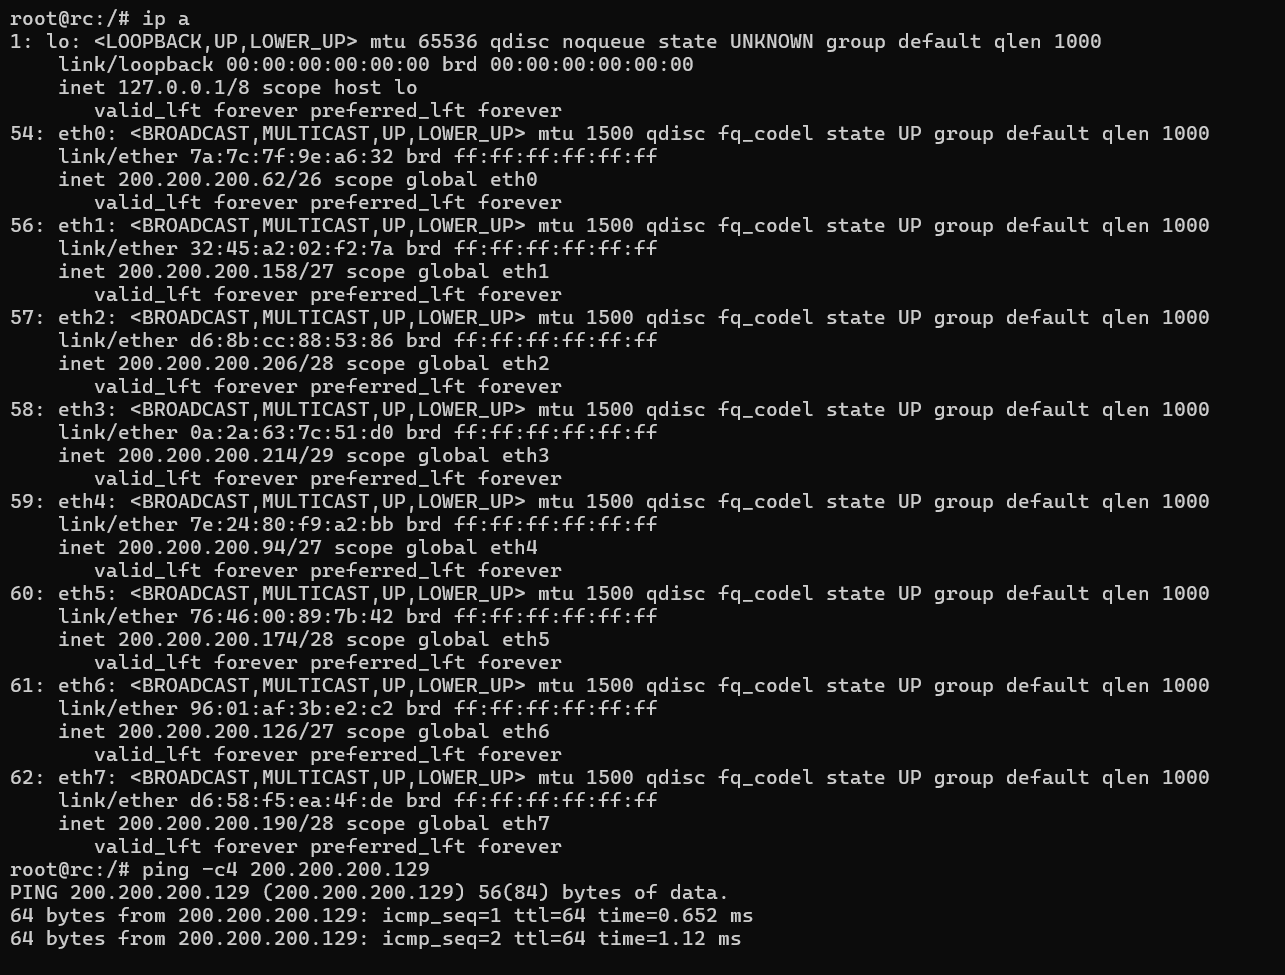 root@rc:/# ip a
1: lo: <LOOPBACK,UP,LOWER_UP> mtu 65536 qdisc noqueue state UNKNOWN group default qlen 1000
    link/loopback 00:00:00:00:00:00 brd 00:00:00:00:00:00
    inet 127.0.0.1/8 scope host lo
       valid_lft forever preferred_lft forever
54: eth0: <BROADCAST,MULTICAST,UP,LOWER_UP> mtu 1500 qdisc fq_codel state UP group default qlen 1000
    link/ether 7a:7c:7f:9e:a6:32 brd ff:ff:ff:ff:ff:ff
    inet 200.200.200.62/26 scope global eth0
       valid_lft forever preferred_lft forever
56: eth1: <BROADCAST,MULTICAST,UP,LOWER_UP> mtu 1500 qdisc fq_codel state UP group default qlen 1000
    link/ether 32:45:a2:02:f2:7a brd ff:ff:ff:ff:ff:ff
    inet 200.200.200.158/27 scope global eth1
       valid_lft forever preferred_lft forever
57: eth2: <BROADCAST,MULTICAST,UP,LOWER_UP> mtu 1500 qdisc fq_codel state UP group default qlen 1000
    link/ether d6:8b:cc:88:53:86 brd ff:ff:ff:ff:ff:ff
    inet 200.200.200.206/28 scope global eth2
       valid_lft forever preferred_lft forever
58: eth3: <BROADCAST,MULTICAST,UP,LOWER_UP> mtu 1500 qdisc fq_codel state UP group default qlen 1000
    link/ether 0a:2a:63:7c:51:d0 brd ff:ff:ff:ff:ff:ff
    inet 200.200.200.214/29 scope global eth3
       valid_lft forever preferred_lft forever
59: eth4: <BROADCAST,MULTICAST,UP,LOWER_UP> mtu 1500 qdisc fq_codel state UP group default qlen 1000
    link/ether 7e:24:80:f9:a2:bb brd ff:ff:ff:ff:ff:ff
    inet 200.200.200.94/27 scope global eth4
       valid_lft forever preferred_lft forever
60: eth5: <BROADCAST,MULTICAST,UP,LOWER_UP> mtu 1500 qdisc fq_codel state UP group default qlen 1000
    link/ether 76:46:00:89:7b:42 brd ff:ff:ff:ff:ff:ff
    inet 200.200.200.174/28 scope global eth5
       valid_lft forever preferred_lft forever
61: eth6: <BROADCAST,MULTICAST,UP,LOWER_UP> mtu 1500 qdisc fq_codel state UP group default qlen 1000
    link/ether 96:01:af:3b:e2:c2 brd ff:ff:ff:ff:ff:ff
    inet 200.200.200.126/27 scope global eth6
       valid_lft forever preferred_lft forever
62: eth7: <BROADCAST,MULTICAST,UP,LOWER_UP> mtu 1500 qdisc fq_codel state UP group default qlen 1000
    link/ether d6:58:f5:ea:4f:de brd ff:ff:ff:ff:ff:ff
    inet 200.200.200.190/28 scope global eth7
       valid_lft forever preferred_lft forever
root@rc:/# ping -c4 200.200.200.129
PING 200.200.200.129 (200.200.200.129) 56(84) bytes of data.
64 bytes from 200.200.200.129: icmp_seq=1 ttl=64 time=0.652 ms
64 bytes from 200.200.200.129: icmp_seq=2 ttl=64 time=1.12 ms